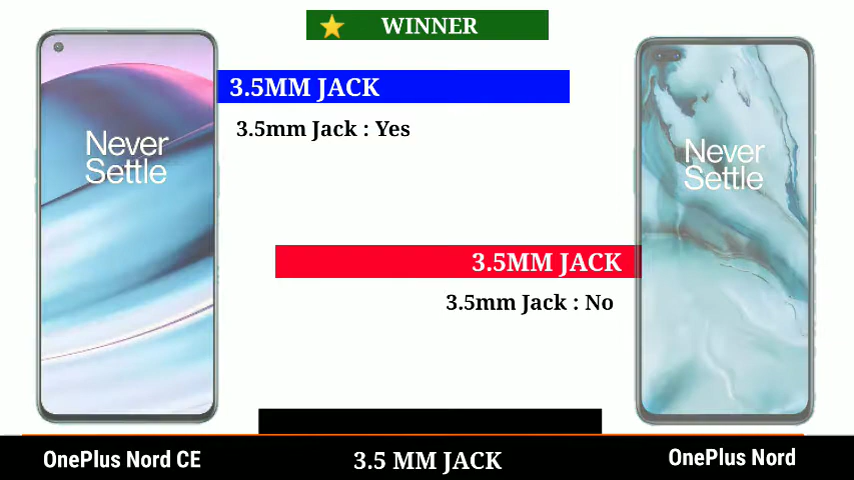 WINNER
3.5MM JACK
3.5mm Jack : Yes
Never
Settle
Never
Settle
3.5MM JACK
3.5mm Jack : No
OnePlus Nord CE
3.5 MM JACK
OnePlus Nord